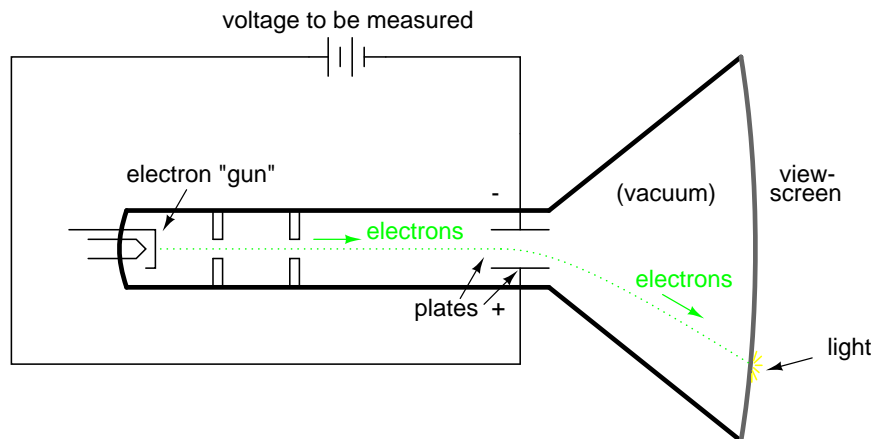 voltage to be measured
electron "gun"
-
(vacuum)
view-
screen
electrons
electrons
plates
+
light